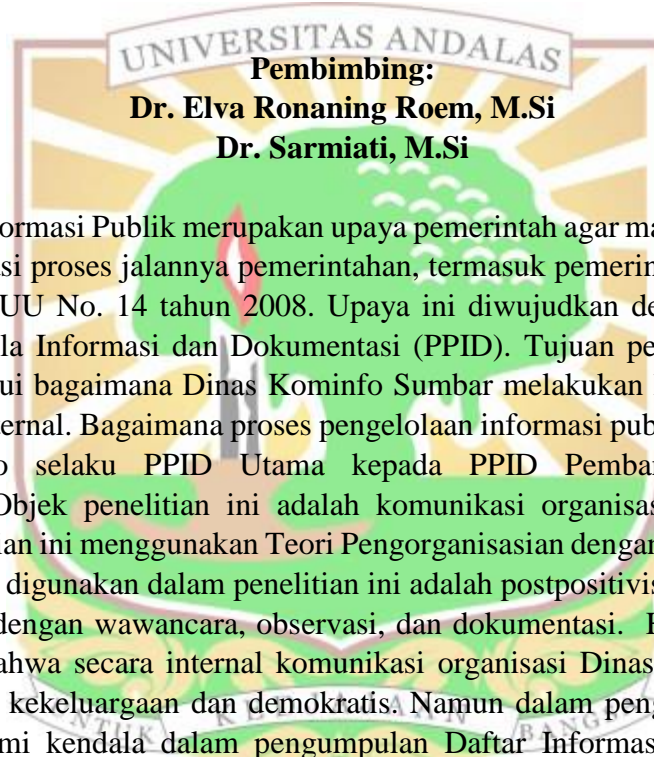 UNIVERSITAS ANDALAS
Pembimbing:
Dr. Elva Ronaning Roem, M.Si
Dr. Sarmiati, M.Si
ormasi Publik merupakan upaya pemerintah agar ma
si proses jalannya pemerintahan, termasuk pemerin
UU No. 14 tahun 2008. Upaya ini diwujudkan de
la Informasi dan Dokumentasi (PPID). Tujuan pe
ui bagaimana Dinas Kominfo Sumbar melakukan
ternal. Bagaimana proses pengelolaan informasi pub
o selaku PPID Utama kepada PPID Pemba
Objek penelitian ini adalah komunikasi organisas
ian ini menggunakan Teori Pengorganisasian dengan
digunakan dalam penelitian ini adalah postpositivis
dengan wawancara, observasi, dan dokumentasi. H
ahwa secara internal komunikasi organisasi Dinas
kekeluargaan dan demokratis. Namun dalam peng
UNTUK KEDJAJAAN BANGSA
mi kendala dalam pengumpulan Daftar Informas